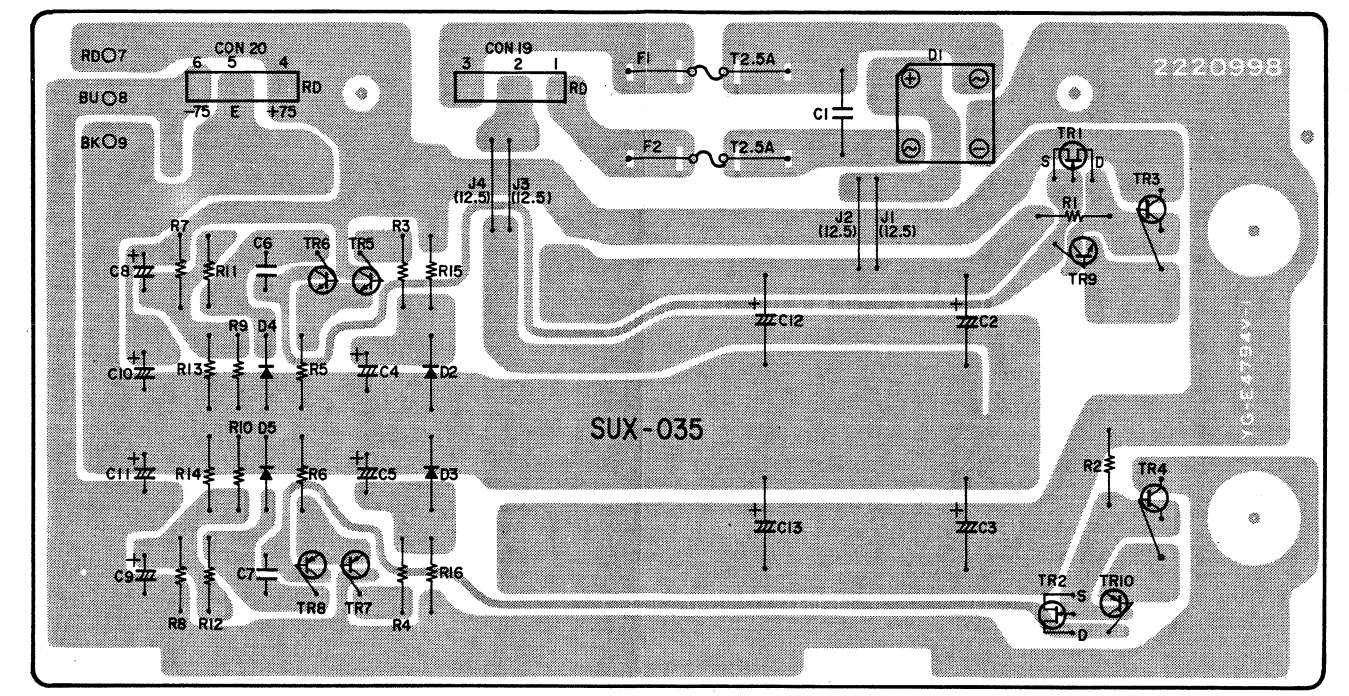 RD 7
CON 20
6 5 4
RD
BU 8
-75 E +75
BK 9
CON 19
3 2 1
RD
F1 T2.5A
F2 T2.5A
C1
D1
+ ~
~ -
2220998
TR1
S D
TR3
R1
TR9
J4 J3
(12.5) (12.5)
J2 J1
(12.5) (12.5)
R7
C6
TR6 TR5
R3
+
C8
R11
R15
+
C12
+
C2
R9 D4
+
C10
R13
R5
+
C4
D2
YG-E4794V-1
SUX-035
R10 D5
+
C11
R14
R6
+
C5
D3
R2
TR4
+
C13
+
C3
+
C9
C7
R16
R8 R12
TR8 TR7
R4
TR2
S
D
TR10